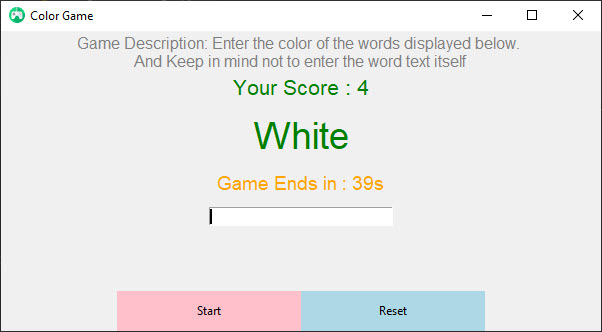 Color Game
Game Description: Enter the color of the words displayed below.
And Keep in mind not to enter the word text itself
Your Score : 4
White
Game Ends in : 39s
Start Reset